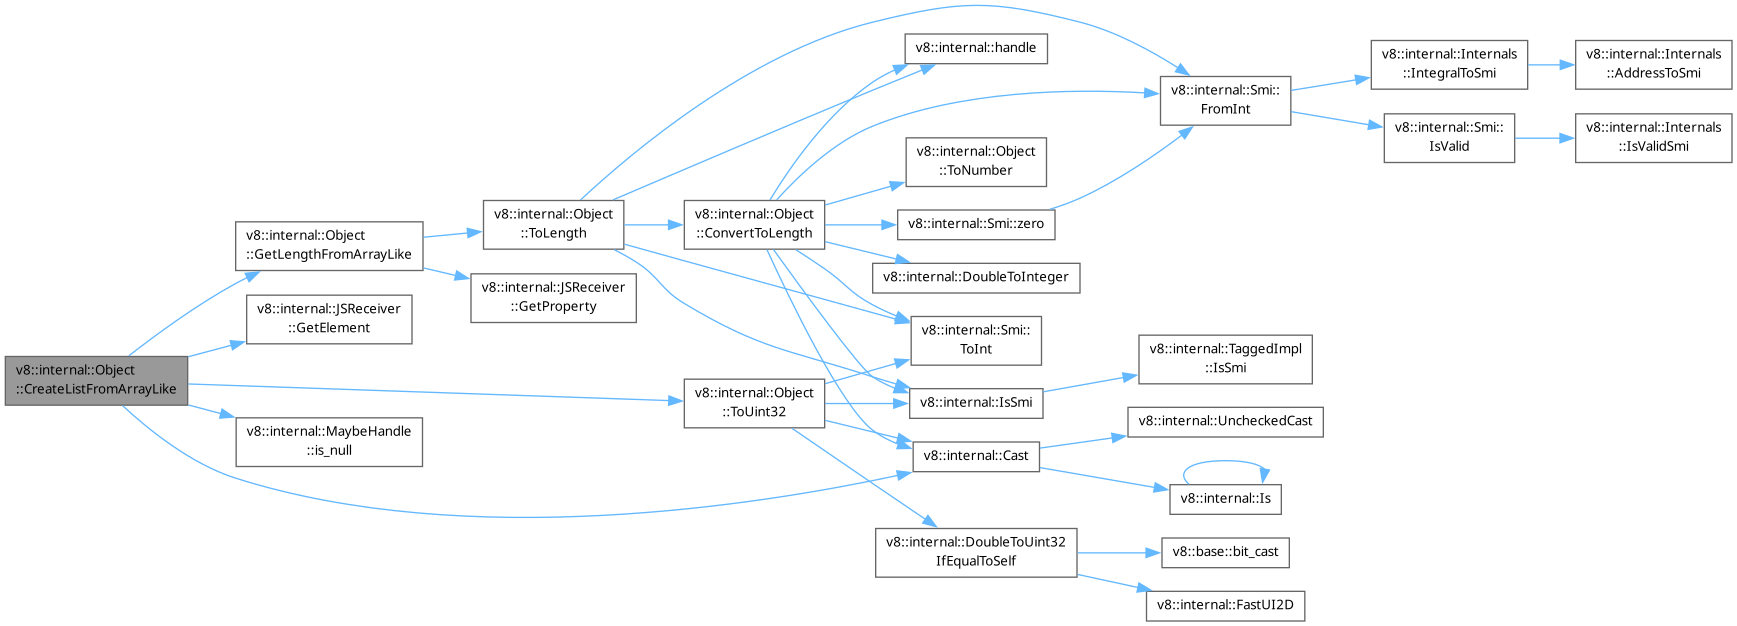 v8::internal::Object
::CreateListFromArrayLike
v8::internal::Object
::GetLengthFromArrayLike
v8::internal::JSReceiver
::GetElement
v8::internal::MaybeHandle
::is_null
v8::internal::Object
::ToLength
v8::internal::JSReceiver
::GetProperty
v8::internal::Object
::ConvertToLength
v8::internal::Object
::ToUint32
v8::internal::handle
v8::internal::Object
::ToNumber
v8::internal::Smi::zero
v8::internal::DoubleToInteger
v8::internal::Smi::
ToInt
v8::internal::IsSmi
v8::internal::Cast
v8::internal::DoubleToUint32
IfEqualToSelf
v8::internal::Smi::
FromInt
v8::internal::TaggedImpl
::IsSmi
v8::internal::UncheckedCast
v8::internal::Is
v8::base::bit_cast
v8::internal::FastUI2D
v8::internal::Internals
::IntegralToSmi
v8::internal::Smi::
IsValid
v8::internal::Internals
::AddressToSmi
v8::internal::Internals
::IsValidSmi